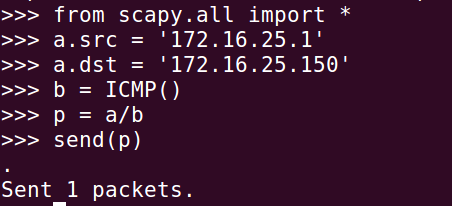 >>> from scapy.all import *
>>> a.src = '172.16.25.1'
>>> a.dst = '172.16.25.150'
>>> b = ICMP()
>>> p = a/b
>>> send(p)
.
Sent 1 packets.